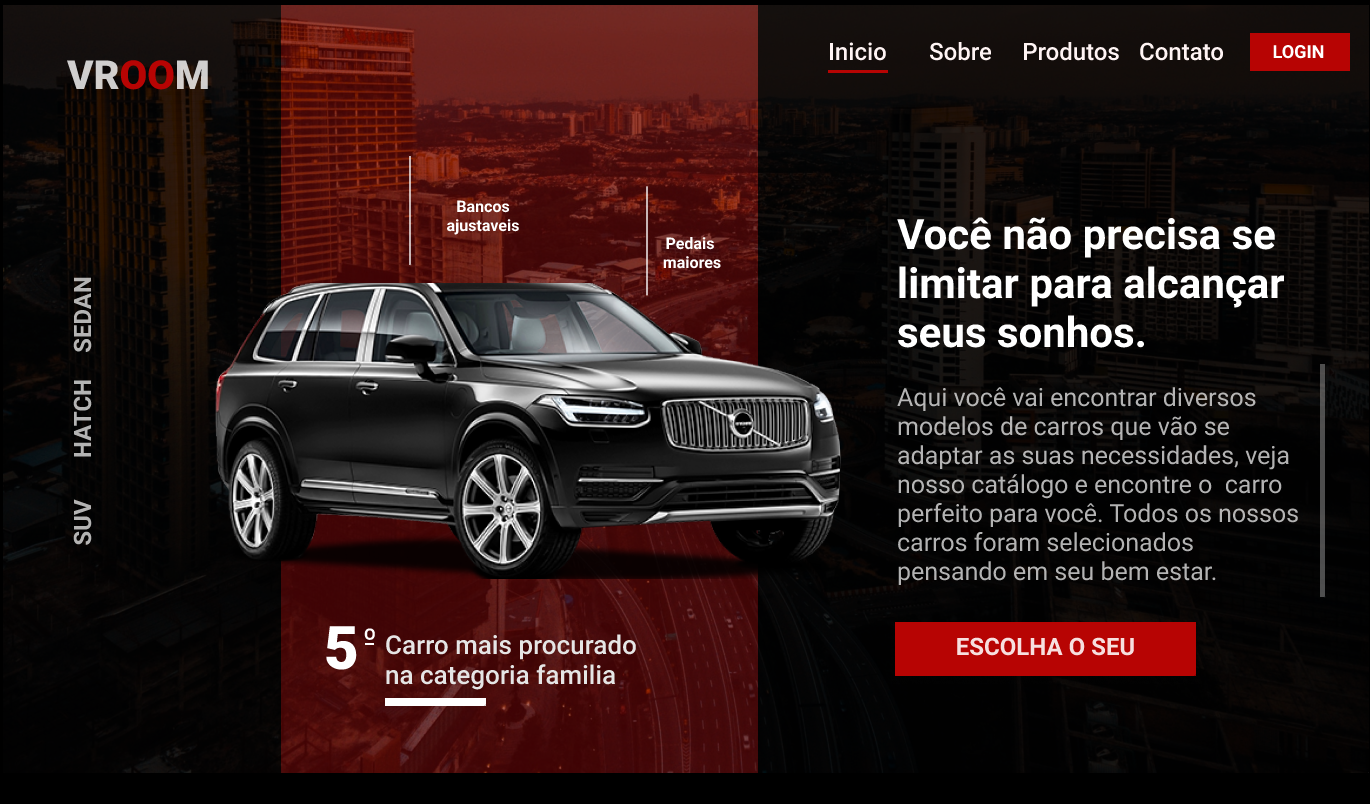 VROOM
Inicio Sobre Produtos Contato LOGIN
Bancos
ajustaveis
Pedais
maiores
SEDAN
HATCH
SUV
Você não precisa se
limitar para alcançar
seus sonhos.
Aqui você vai encontrar diversos
modelos de carros que vão se
adaptar as suas necessidades, veja
nosso catálogo e encontre o  carro
perfeito para você. Todos os nossos
carros foram selecionados
pensando em seu bem estar.
ESCOLHA O SEU
5º Carro mais procurado
na categoria familia